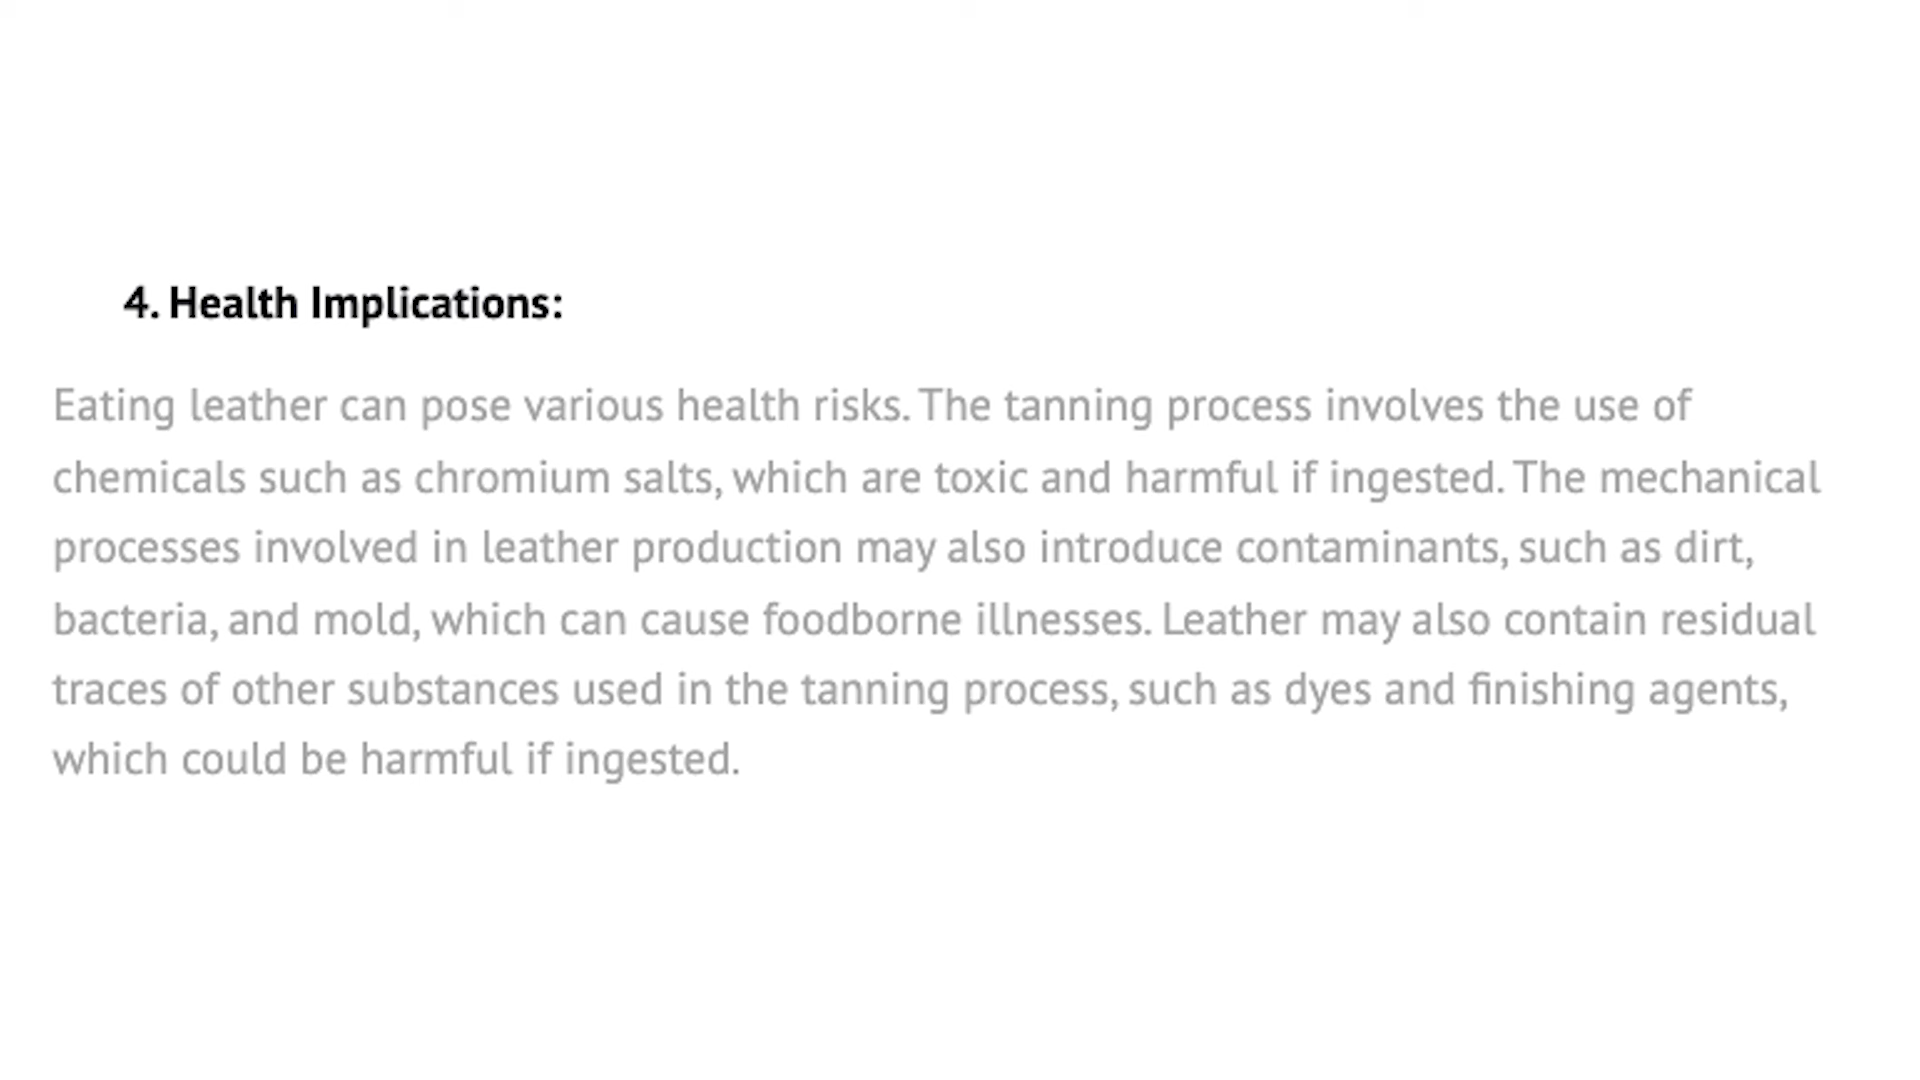 4. Health Implications:
Eating leather can pose various health risks. The tanning process involves the use of
chemicals such as chromium salts, which are toxic and harmful if ingested. The mechanical
processes involved in leather production may also introduce contaminants, such as dirt,
bacteria, and mold, which can cause foodborne illnesses. Leather may also contain residual
traces of other substances used in the tanning process, such as dyes and finishing agents,
which could be harmful if ingested.